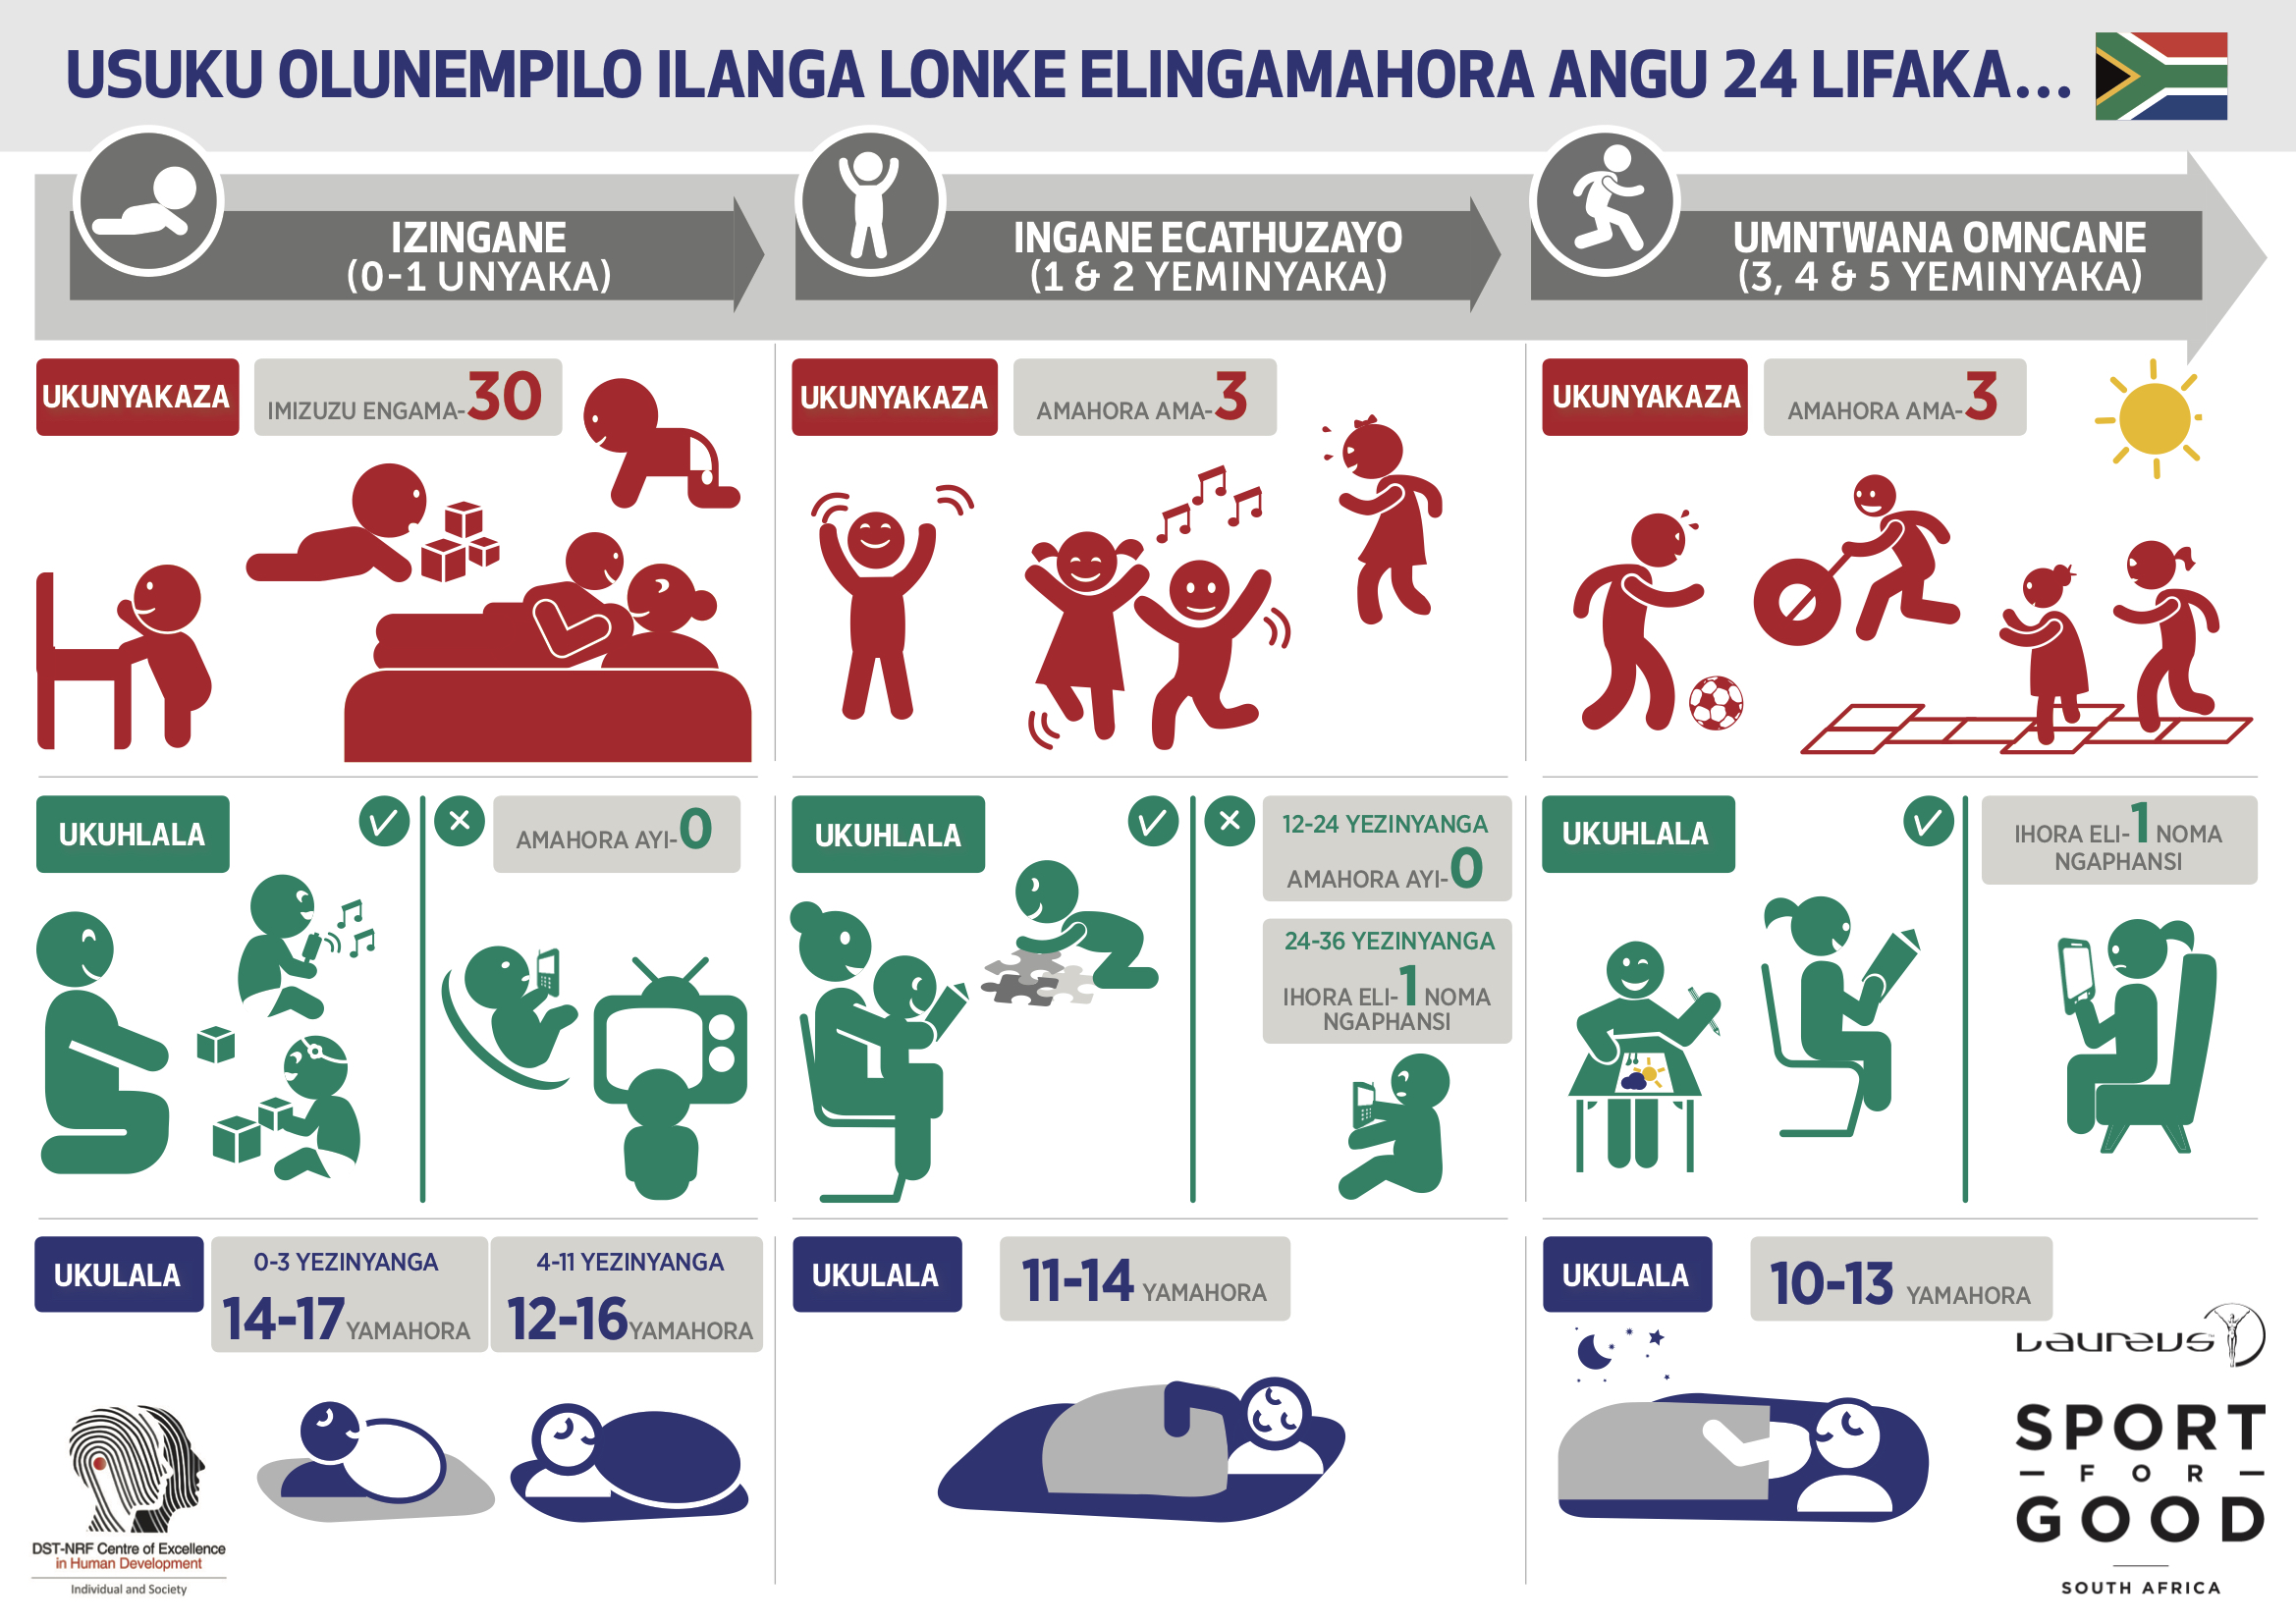 USUKU OLUNEMPILO ILANGA LONKE ELINGAMAHORA ANGU 24 LIFAKA...
IZINGANE
(0-1 UNYAKA)
INGANE ECATHUZAYO
(1 & 2 YEMINYAKA)
UMNTWANA OMNCANE
(3, 4 & 5 YEMINYAKA)
UKUNYAKAZA
IMIZUZU ENGAMA-30
UKUNYAKAZA
AMAHORA AMA-3
UKUNYAKAZA
AMAHORA AMA-3
UKUHLALA
AMAHORA AYI-0
UKUHLALA
12-24 YEZINYANGA
AMAHORA AYI-0
24-36 YEZINYANGA
IHORA ELI-1 NOMA
NGAPHANSI
UKUHLALA
IHORA ELI-1 NOMA
NGAPHANSI
UKULALA
0-3 YEZINYANGA
14-17 YAMAHORA
4-11 YEZINYANGA
12-16 YAMAHORA
UKULALA
11-14 YAMAHORA
UKULALA
10-13 YAMAHORA
DST-NRF Centre of Excellence
in Human Development
Individual and Society
LAUREUS™
SPORT
FOR
GOOD
SOUTH AFRICA